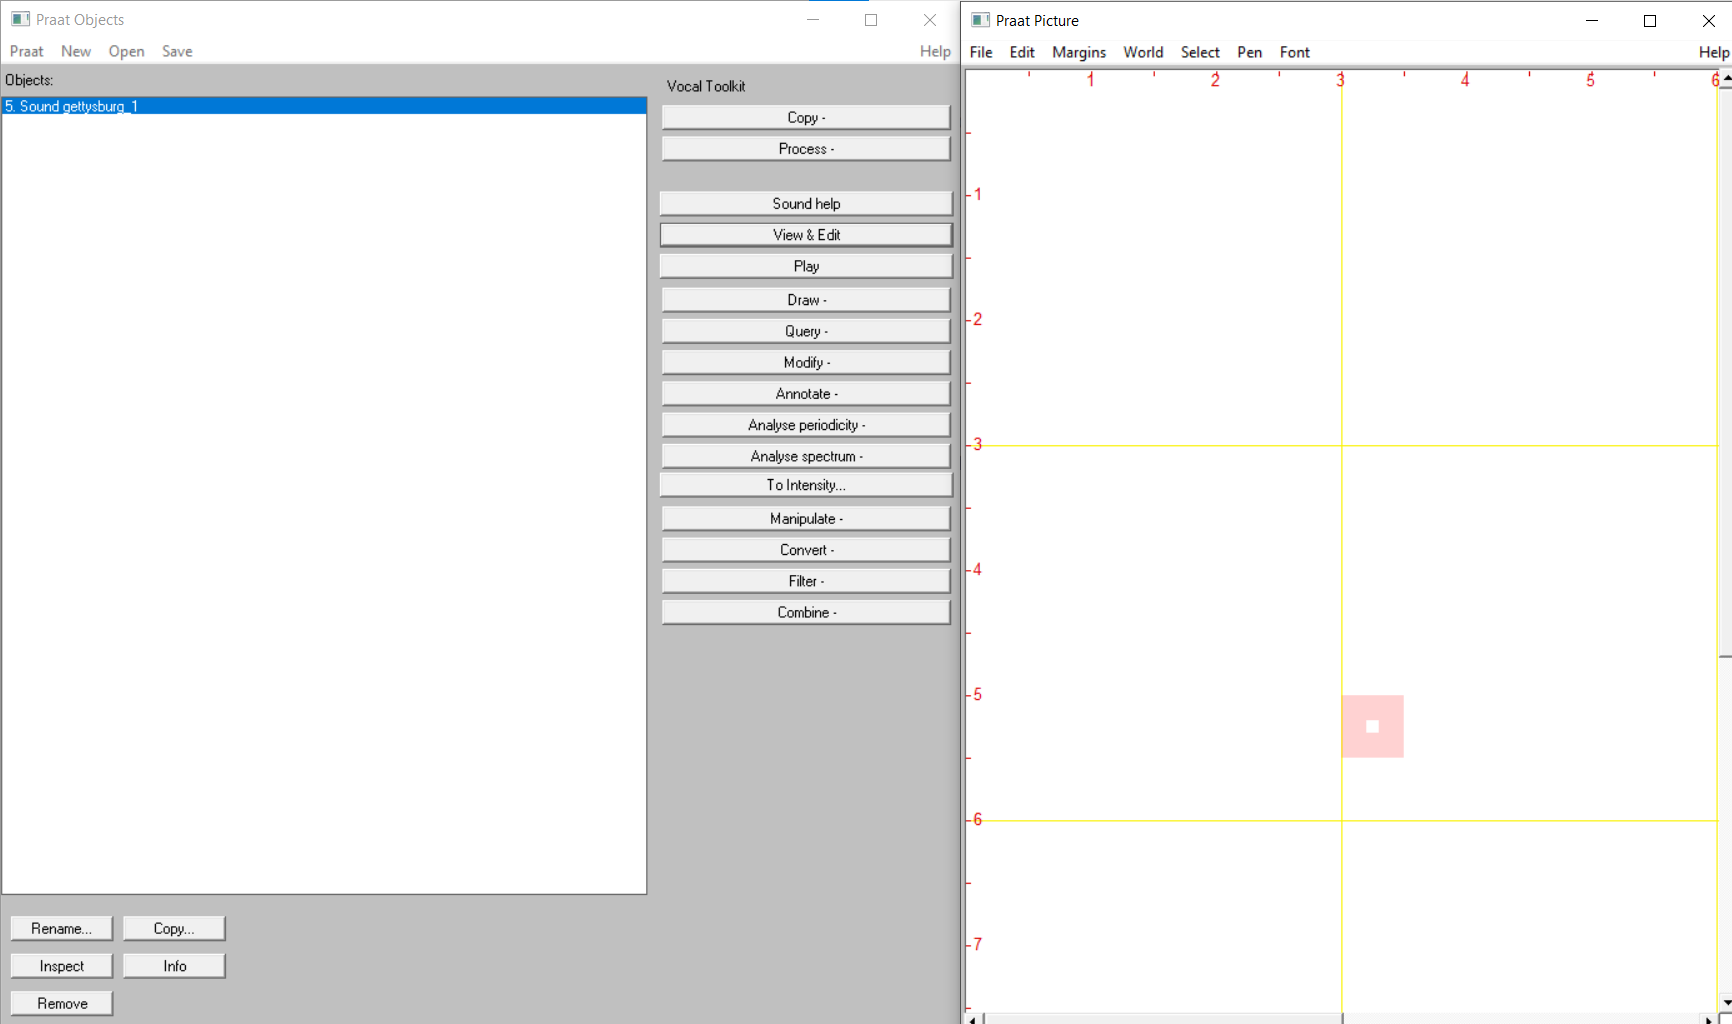 Praat Objects
Praat New Open Save Help
Objects:
5. Sound gettysburg_1
Vocal Toolkit
Copy -
Process -
Sound help
View & Edit
Play
Draw -
Query -
Modify -
Annotate -
Analyse periodicity -
Analyse spectrum -
To Intensity...
Manipulate -
Convert -
Filter -
Combine -
Rename... Copy...
Inspect Info
Remove
Praat Picture
File Edit Margins World Select Pen Font Help
1 2 3 4 5 6
1
2
3
4
5
6
7